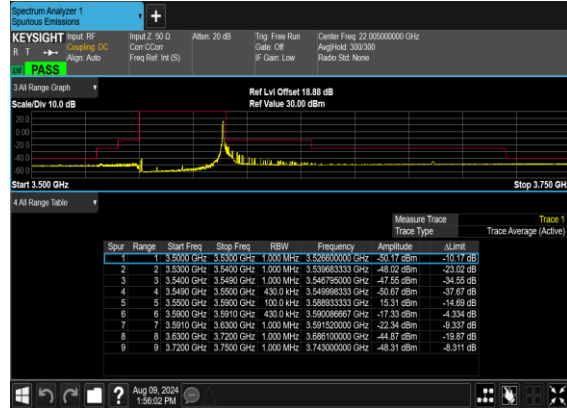 Spectrum Analyzer 1
Spurious Emissions
KEYSIGHT Input: RF Input Z: 50 Ω Atten: 20 dB Trig: Free Run Center Freq: 22.005000000 GHz
R T Coupling: DC Corr CCorr Gate: Off Avg|Hold: 300/300
Align: Auto Freq Ref: Int (S) IF Gain: Low Radio Std: None
LW PASS
3 All Range Graph
Ref Lvl Offset 18.88 dB
Scale/Div 10.0 dB Ref Value 30.00 dBm
20.0
0.00
-20.0
-40.0
-60.0
Start 3.500 GHz Stop 3.750 GHz
4 All Range Table
Measure Trace Trace 1
Trace Type Trace Average (Active)
Spur Range Start Freq Stop Freq RBW Frequency Amplitude ΔLimit
1 1 3.5000 GHz 3.5300 GHz 1.000 MHz 3.526600000 GHz -50.17 dBm -10.17 dB
2 2 3.5300 GHz 3.5400 GHz 1.000 MHz 3.539683333 GHz -48.02 dBm -23.02 dB
3 3 3.5400 GHz 3.5490 GHz 1.000 MHz 3.546795000 GHz -47.55 dBm -34.55 dB
4 4 3.5490 GHz 3.5500 GHz 430.0 kHz 3.549998333 GHz -50.67 dBm -37.67 dB
5 5 3.5500 GHz 3.5900 GHz 100.0 kHz 3.588933333 GHz 15.31 dBm -14.69 dB
6 6 3.5900 GHz 3.5910 GHz 430.0 kHz 3.590086667 GHz -17.33 dBm -4.334 dB
7 7 3.5910 GHz 3.6300 GHz 1.000 MHz 3.591520000 GHz -22.34 dBm -9.337 dB
8 8 3.6300 GHz 3.7200 GHz 1.000 MHz 3.686100000 GHz -44.87 dBm -19.87 dB
9 9 3.7200 GHz 3.7500 GHz 1.000 MHz 3.743000000 GHz -48.31 dBm -8.311 dB
? Aug 09, 2024
1:56:02 PM